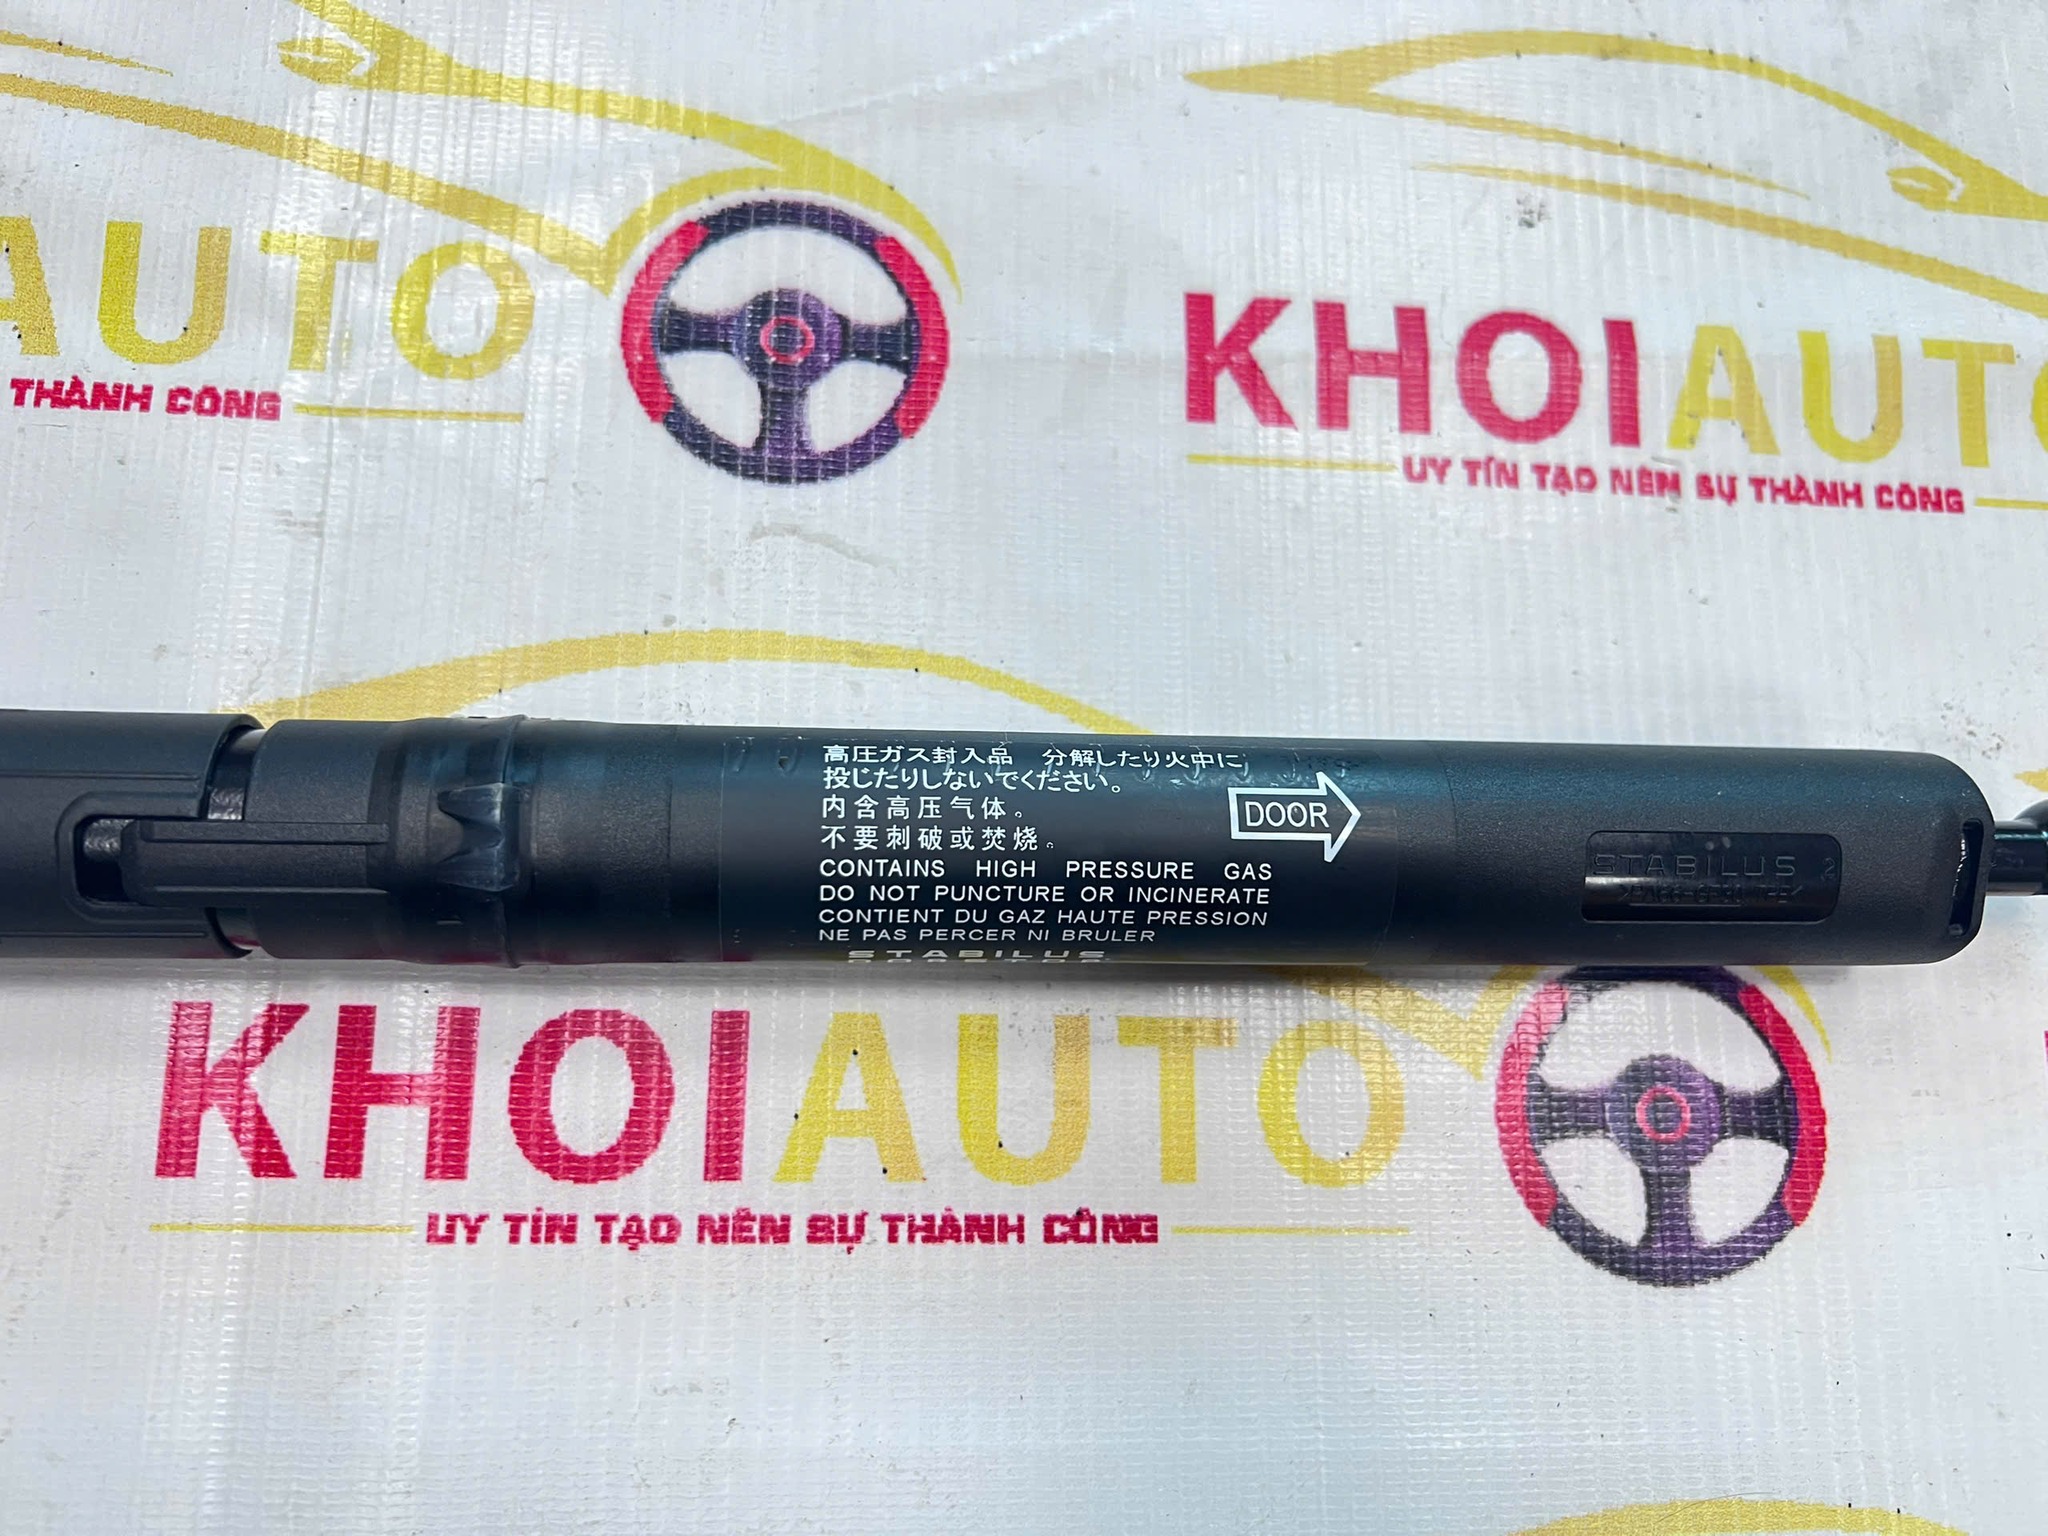 AUTO
THÀNH CÔNG
KHOIAUTO
UY TÍN TẠO NÊN SỰ THÀNH CÔNG
高圧ガス封入品 分解したり火中に
投じたりしないでください。
内含高压气体。
不要刺破或焚烧。
CONTAINS HIGH PRESSURE GAS
DO NOT PUNCTURE OR INCINERATE
CONTIENT DU GAZ HAUTE PRESSION
NE PAS PERCER NI BRULER
STABILUS
DOOR
STABILUS 2
KHOIAUTO
UY TÍN TẠO NÊN SỰ THÀNH CÔNG